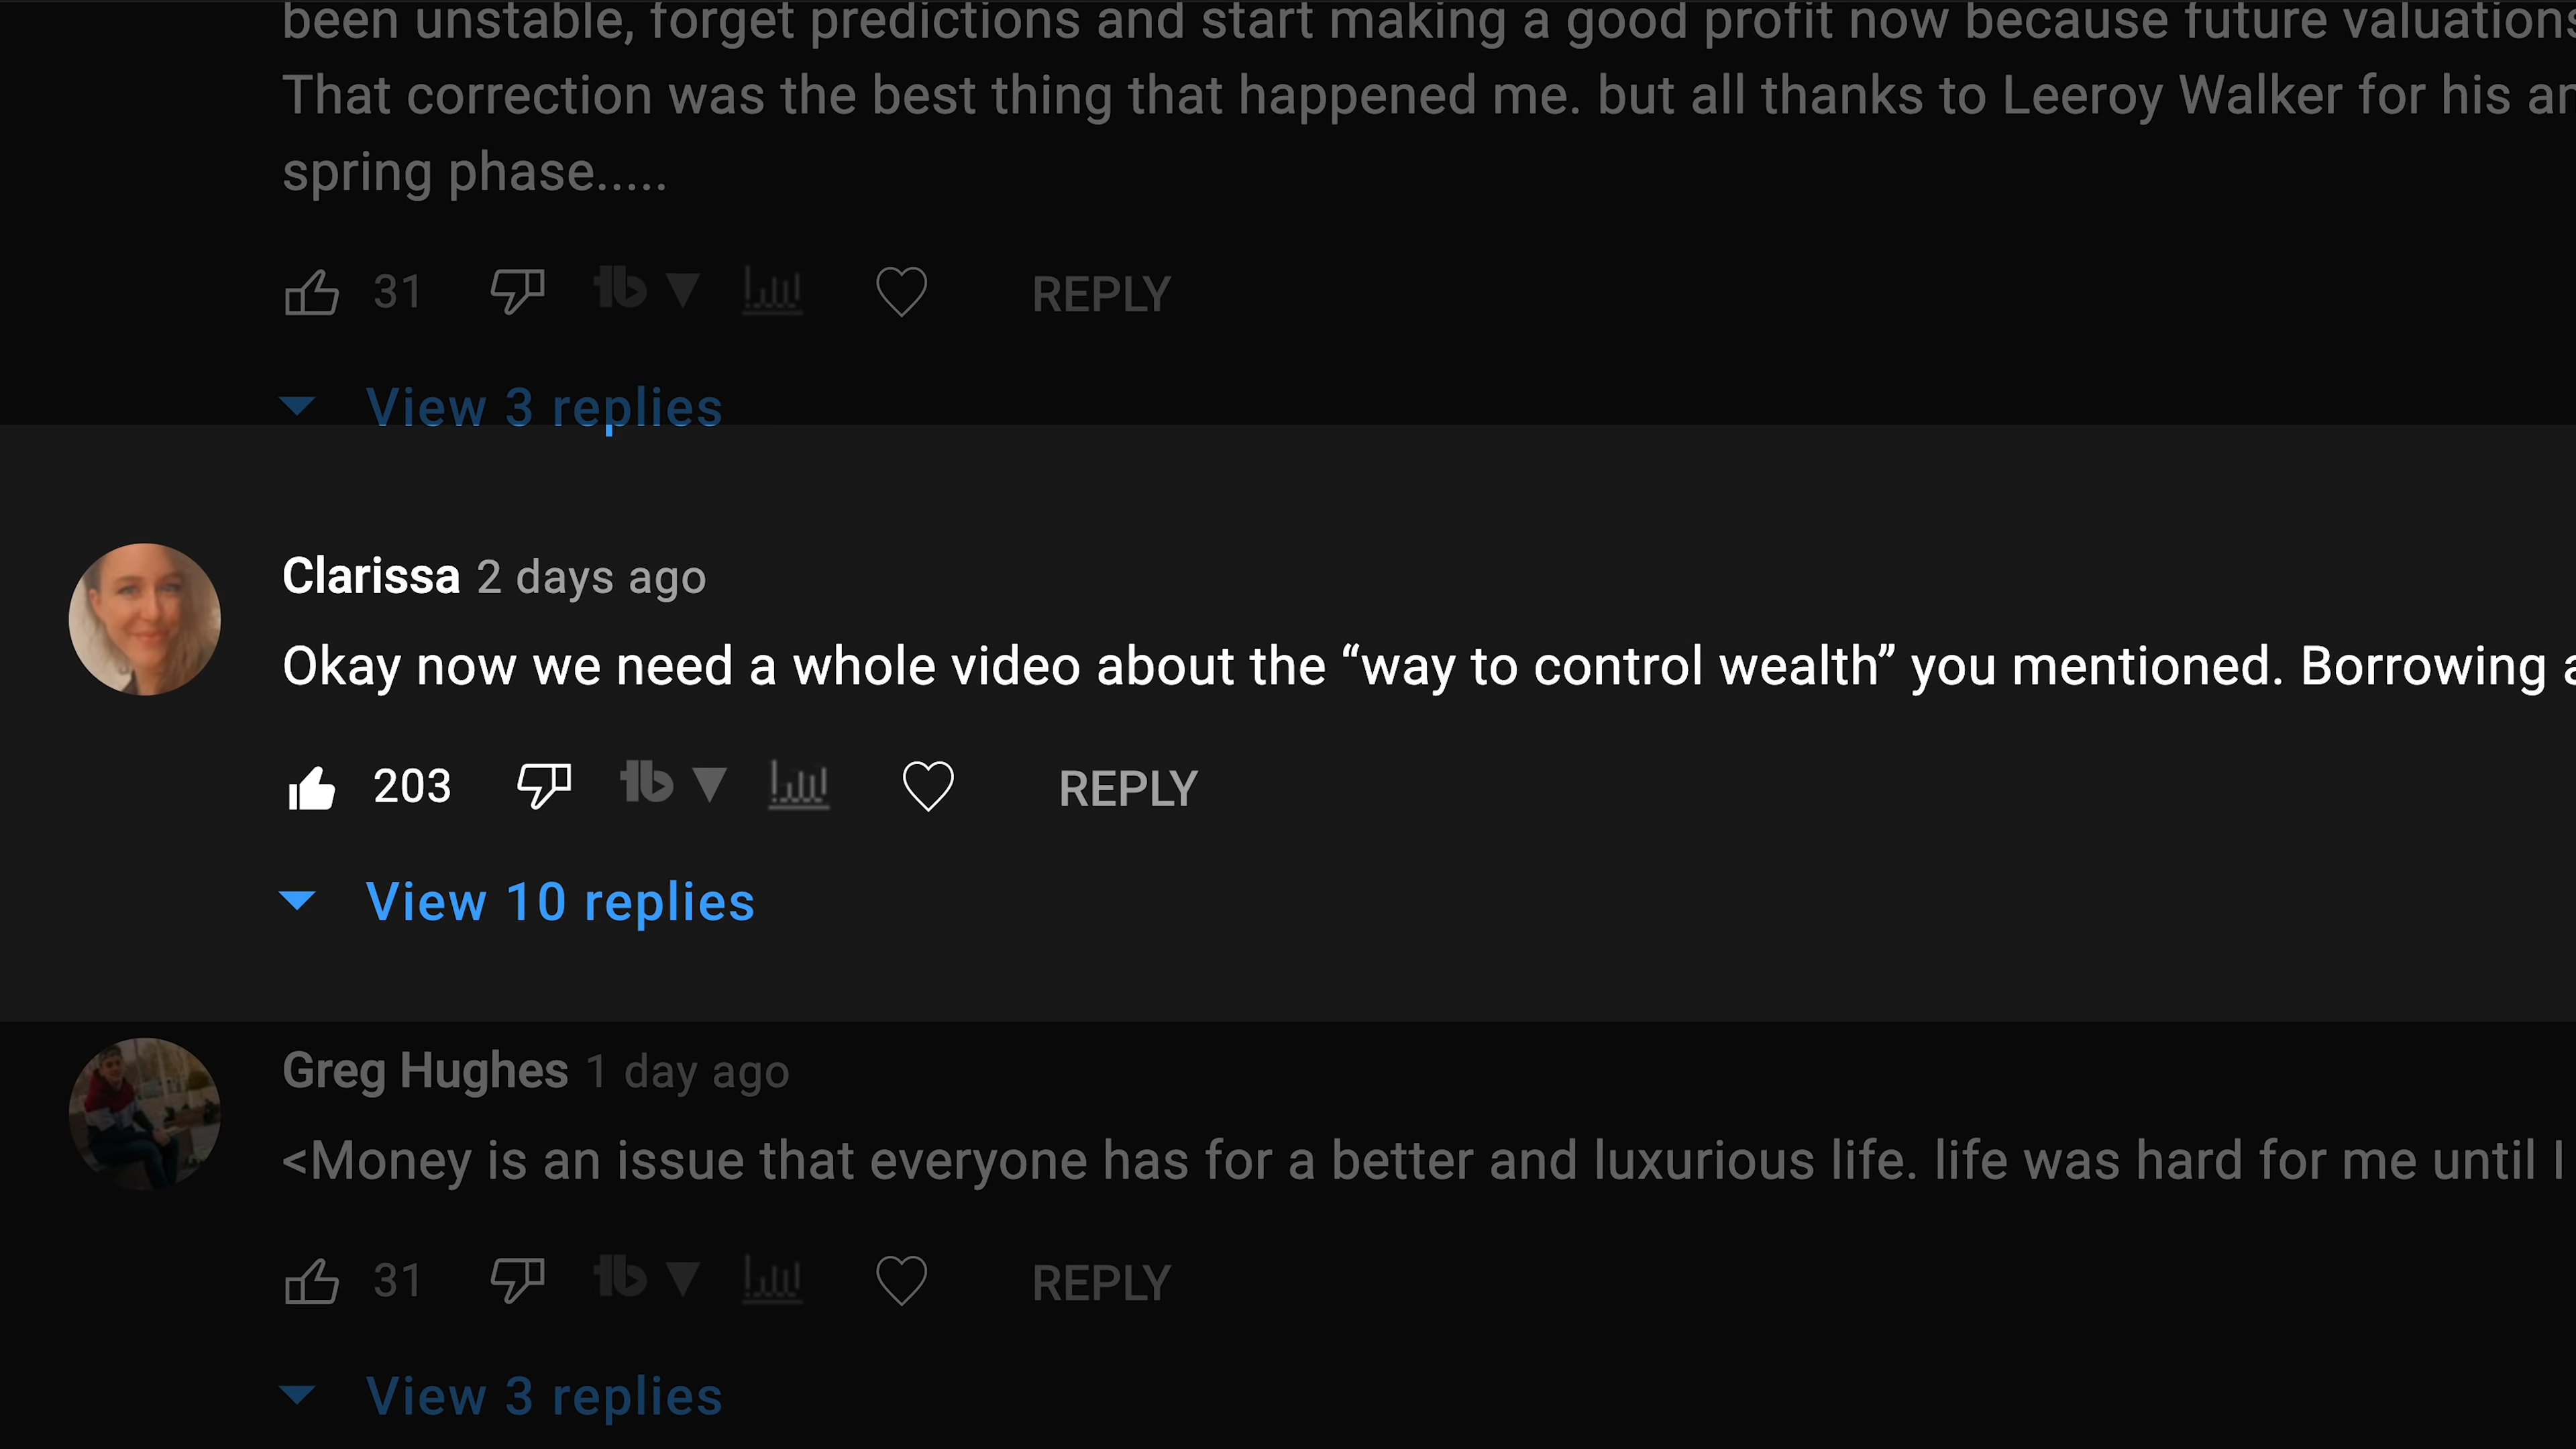 been unstable, forget predictions and start making a good profit now because future valuations
That correction was the best thing that happened me. but all thanks to Leeroy Walker for his
spring phase.....
31 REPLY
View 3 replies
Clarissa 2 days ago
Okay now we need a whole video about the “way to control wealth” you mentioned. Borrowing
203 REPLY
View 10 replies
Greg Hughes 1 day ago
<Money is an issue that everyone has for a better and luxurious life. life was hard for me until I
31 REPLY
View 3 replies